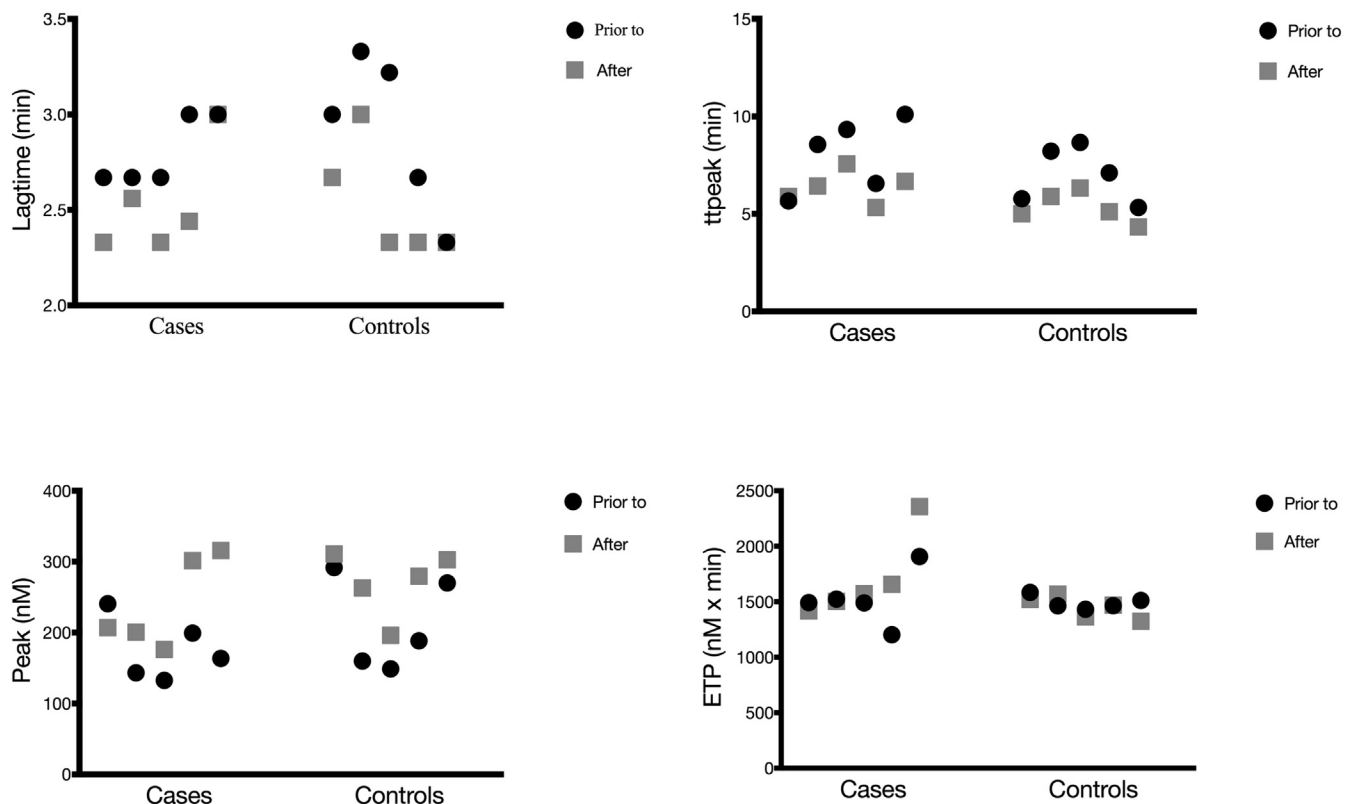 3.5
3.0
2.5
2.0
Lagtime (min)
Cases
Controls
Prior to
After
15
10
5
0
ttpeak (min)
Cases
Controls
Prior to
After
400
300
200
100
0
Peak (nM)
Cases
Controls
Prior to
After
2500
2000
1500
1000
500
0
ETP (nM x min)
Cases
Controls
Prior to
After